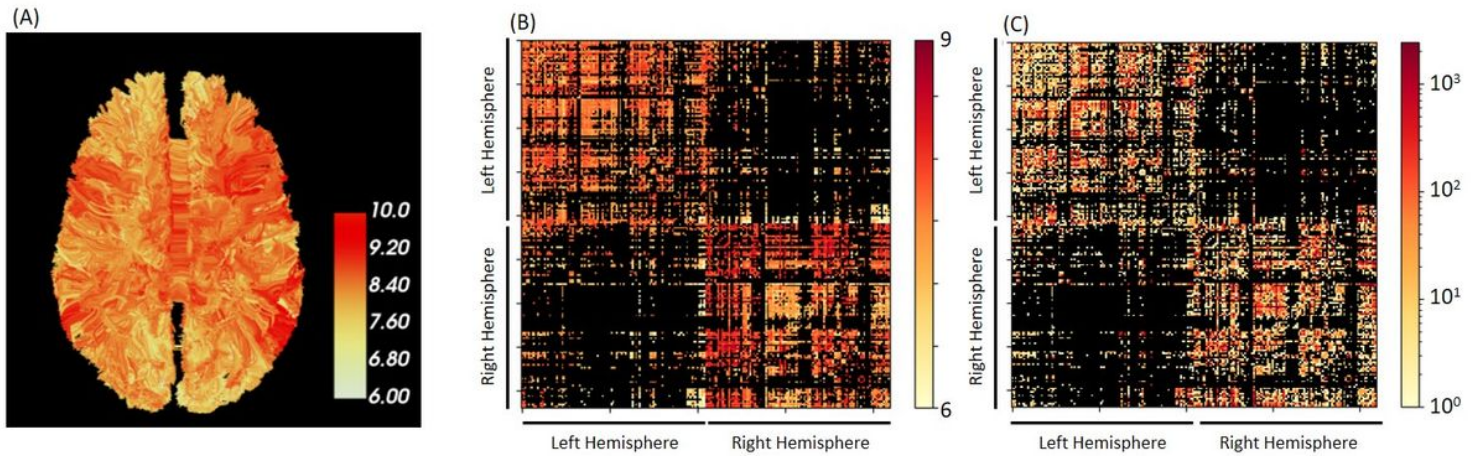 (A)
10.0
9.20
8.40
7.60
6.80
6.00
(B)
Left Hemisphere
Right Hemisphere
Left Hemisphere
Right Hemisphere
9
6
(C)
Left Hemisphere
Right Hemisphere
Left Hemisphere
Right Hemisphere
10³
10²
10¹
10⁰